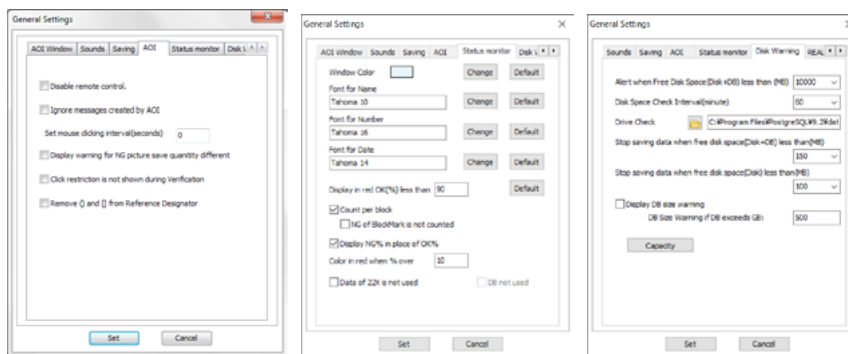 General Settings
AOI Window Sounds Saving AOI Status monitor Disk \
Disable remote control.
Ignore messages created by AOI
Set mouse clicking interval(seconds) 0
Display warning for NG picture save quantity different
Click restriction is not shown during Verification
Remove () and [] from Reference Designator
Set Cancel
General Settings
AOI Window Sounds Saving AOI Status monitor Disk \
Window Color Change Default
Font for Name
Tahoma 10 Change Default
Font for Number
Tahoma 16 Change Default
Font for Date
Tahoma 14 Change Default
Display in red OK(%) less than 90 Default
Count per block
NG of BlockMark is not counted
Display NG% in place of OK%
Color in red when % over 10
Data of 22X is not used DB not used
Set Cancel
General Settings
Sounds Saving AOI Status monitor Disk Warning REAL
Alert when Free Disk Space(Disk+DB) less than (MB) 10000
Disk Space Check Interval(minute) 60
Drive Check C:¥Program Files¥PostgreSQL¥9.2¥dat
Stop saving data when free disk space(Disk+DB) less than(MB)
150
Stop saving data when free disk space(Disk) less than(MB)
100
Display DB size warning
DB Size Warning if DB exceeds GB: 500
Capacity
Set Cancel